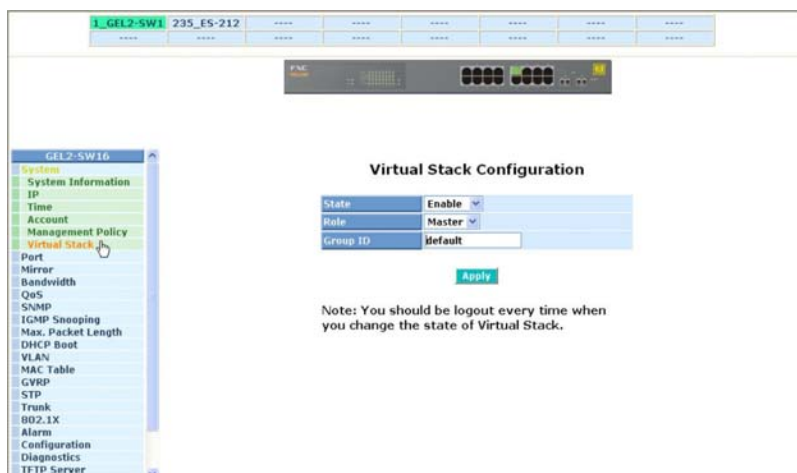 1_GEL2-SW1 235_ES-212 ---- ---- ---- ---- ---- ----
---- ---- ---- ---- ---- ---- ---- ----
GEL2-SW16
System
System Information
IP
Time
Account
Management Policy
Virtual Stack
Port
Mirror
Bandwidth
QoS
SNMP
IGMP Snooping
Max. Packet Length
DHCP Boot
VLAN
MAC Table
GVRP
STP
Trunk
802.1X
Alarm
Configuration
Diagnostics
TFTP Server
Virtual Stack Configuration
State Enable
Role Master
Group ID default
Apply
Note: You should be logout every time when
you change the state of Virtual Stack.